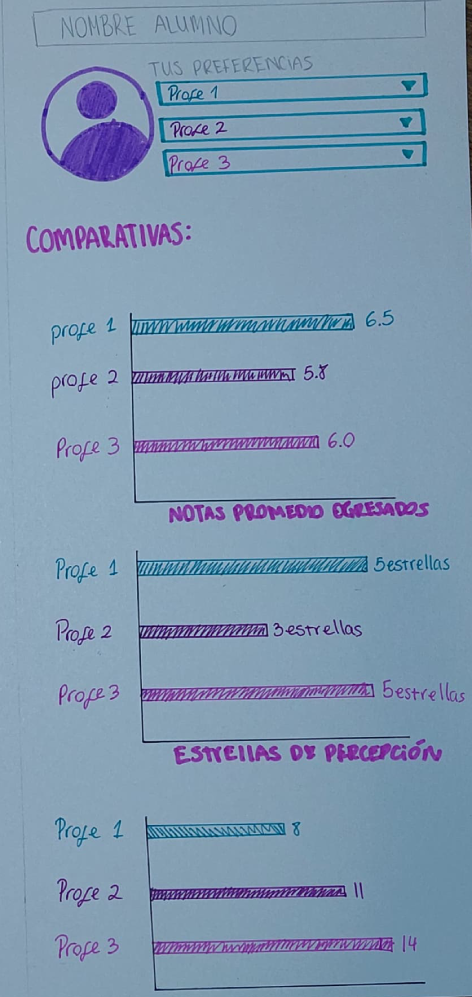 NOMBRE ALUMNO
TUS PREFERENCIAS
Profe 1
Profe 2
Profe 3
COMPARATIVAS:
profe 1 6.5
profe 2 5.8
Profe 3 6.0
NOTAS PROMEDIO EGRESADOS
Profe 1 5estrellas
Profe 2 3estrellas
Profe 3 5estrellas
ESTREllAS DE PERCEPCIÓN
Profe 1 8
Profe 2 11
Profe 3 14